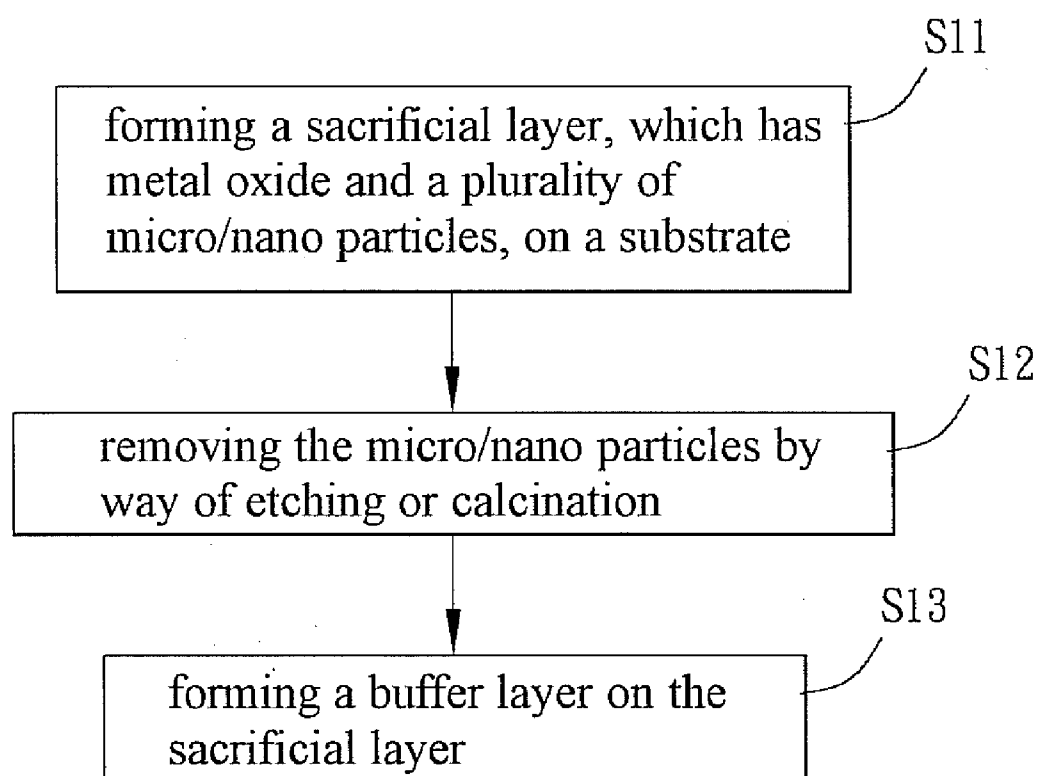 S11
forming a sacrificial layer, which has
metal oxide and a plurality of
micro/nano particles, on a substrate
S12
removing the micro/nano particles by
way of etching or calcination
S13
forming a buffer layer on the
sacrificial layer